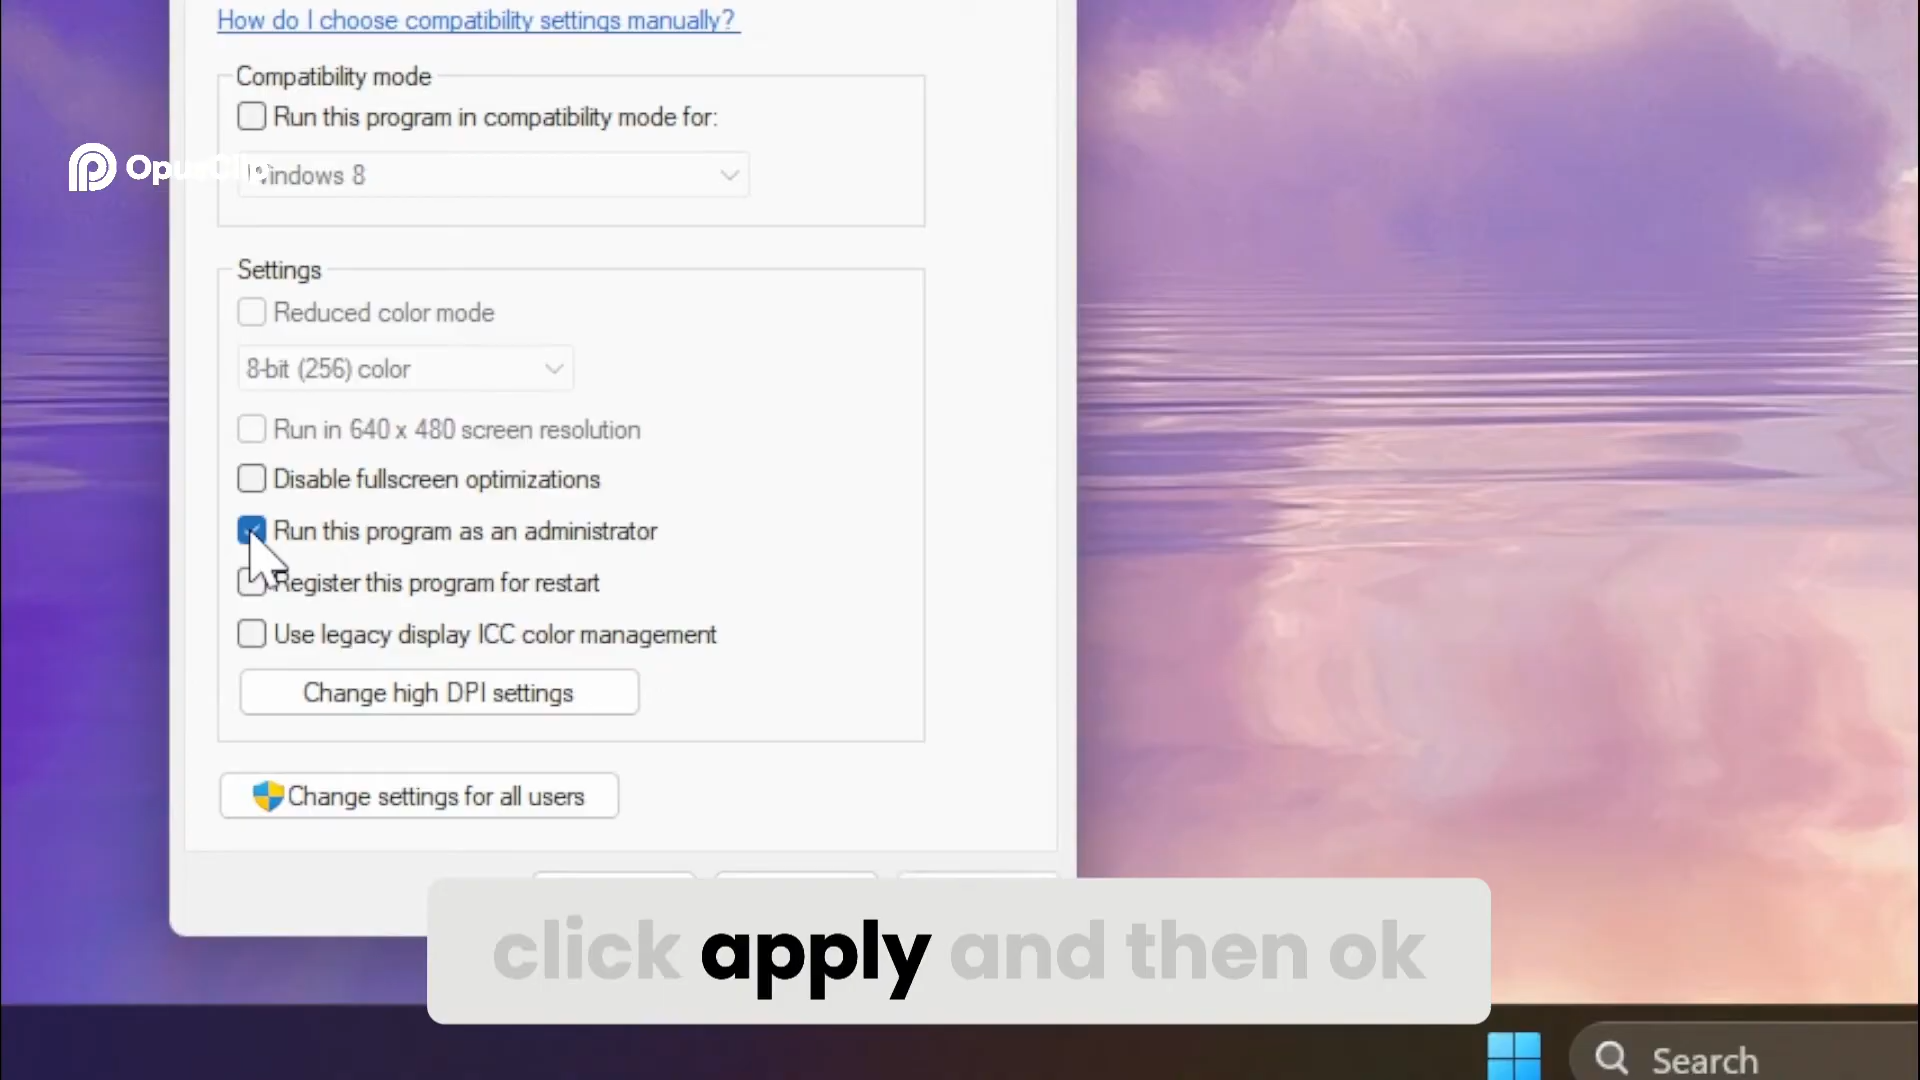 How do I choose compatibility settings manually?
Compatibility mode
Run this program in compatibility mode for:
OpusClip
Windows 8
Settings
Reduced color mode
8-bit (256) color
Run in 640 x 480 screen resolution
Disable fullscreen optimizations
Run this program as an administrator
Register this program for restart
Use legacy display ICC color management
Change high DPI settings
Change settings for all users
click apply and then ok
Search